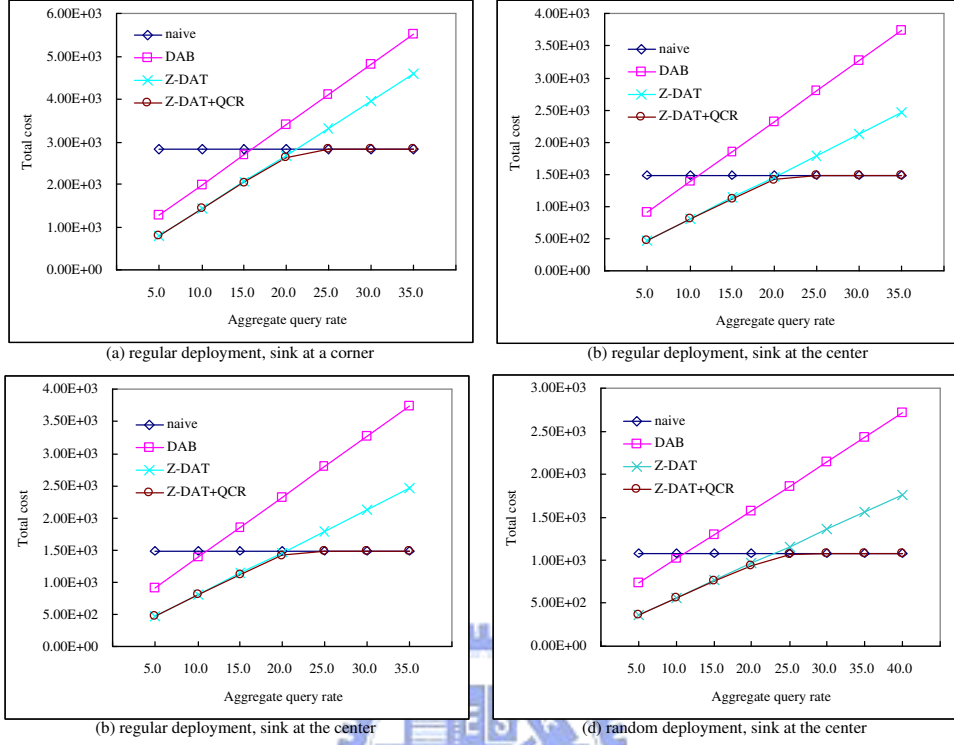 6.00E+03
5.00E+03
4.00E+03
3.00E+03
2.00E+03
1.00E+03
0.00E+00
Total cost
naive
DAB
Z-DAT
Z-DAT+QCR
5.0 10.0 15.0 20.0 25.0 30.0 35.0
Aggregate query rate
(a) regular deployment, sink at a corner
4.00E+03
3.50E+03
3.00E+03
2.50E+03
2.00E+03
1.50E+03
1.00E+03
5.00E+02
0.00E+00
Total cost
naive
DAB
Z-DAT
Z-DAT+QCR
5.0 10.0 15.0 20.0 25.0 30.0 35.0
Aggregate query rate
(b) regular deployment, sink at the center
4.00E+03
3.50E+03
3.00E+03
2.50E+03
2.00E+03
1.50E+03
1.00E+03
5.00E+02
0.00E+00
Total cost
naive
DAB
Z-DAT
Z-DAT+QCR
5.0 10.0 15.0 20.0 25.0 30.0 35.0
Aggregate query rate
(b) regular deployment, sink at the center
3.00E+03
2.50E+03
2.00E+03
1.50E+03
1.00E+03
5.00E+02
0.00E+00
Total cost
naive
DAB
Z-DAT
Z-DAT+QCR
5.0 10.0 15.0 20.0 25.0 30.0 35.0 40.0
Aggregate query rate
(d) random deployment, sink at the center